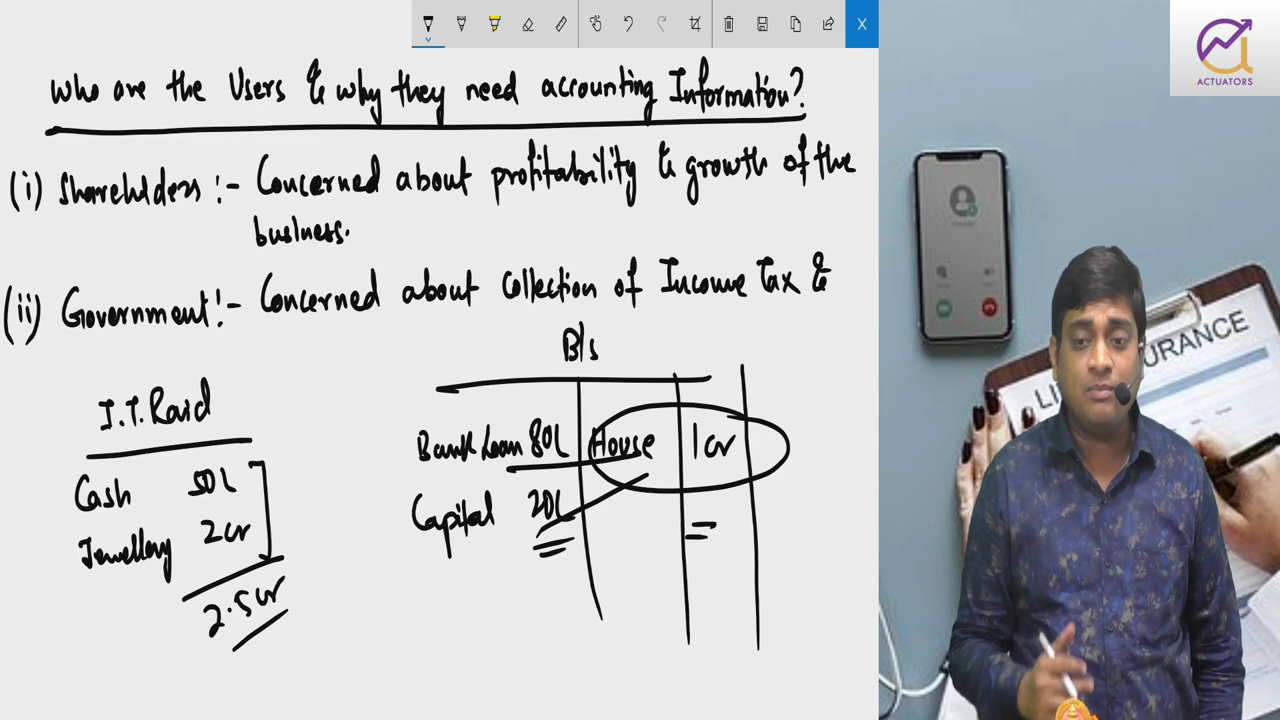 Who are the Users & why they need accounting Information?
(i) Shareholders :- Concerned about profitability & growth of the
business.
(ii) Government :- Concerned about collection of Income Tax &
I.T. Raid
Cash 50L
Jewellery 2cr
2.5cr
B/s
Bank Loan 80L House 1cr
Capital 20L
ACTUATORS
URANCE